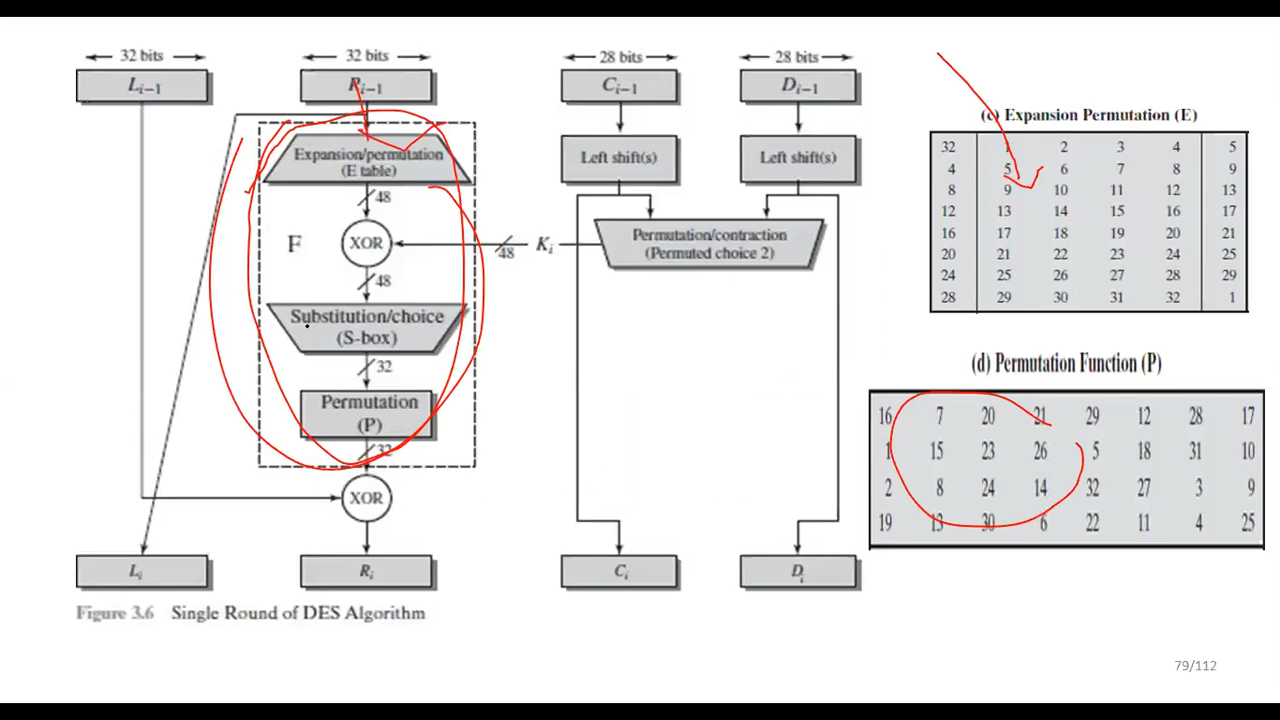 32 bits 32 bits 28 bits 28 bits
Li–1 Ri–1 Ci–1 Di–1
Expansion/permutation
(E table)
Left shift(s) Left shift(s)
48
F XOR 48 Ki
Permutation/contraction
(Permuted choice 2)
48
Substitution/choice
(S-box)
32
Permutation
(P)
32
XOR
Li Ri Ci Di
Figure 3.6 Single Round of DES Algorithm
(c) Expansion Permutation (E)
32 1 2 3 4 5
4 5 6 7 8 9
8 9 10 11 12 13
12 13 14 15 16 17
16 17 18 19 20 21
20 21 22 23 24 25
24 25 26 27 28 29
28 29 30 31 32 1
(d) Permutation Function (P)
16 7 20 21 29 12 28 17
1 15 23 26 5 18 31 10
2 8 24 14 32 27 3 9
19 13 30 6 22 11 4 25
79/112